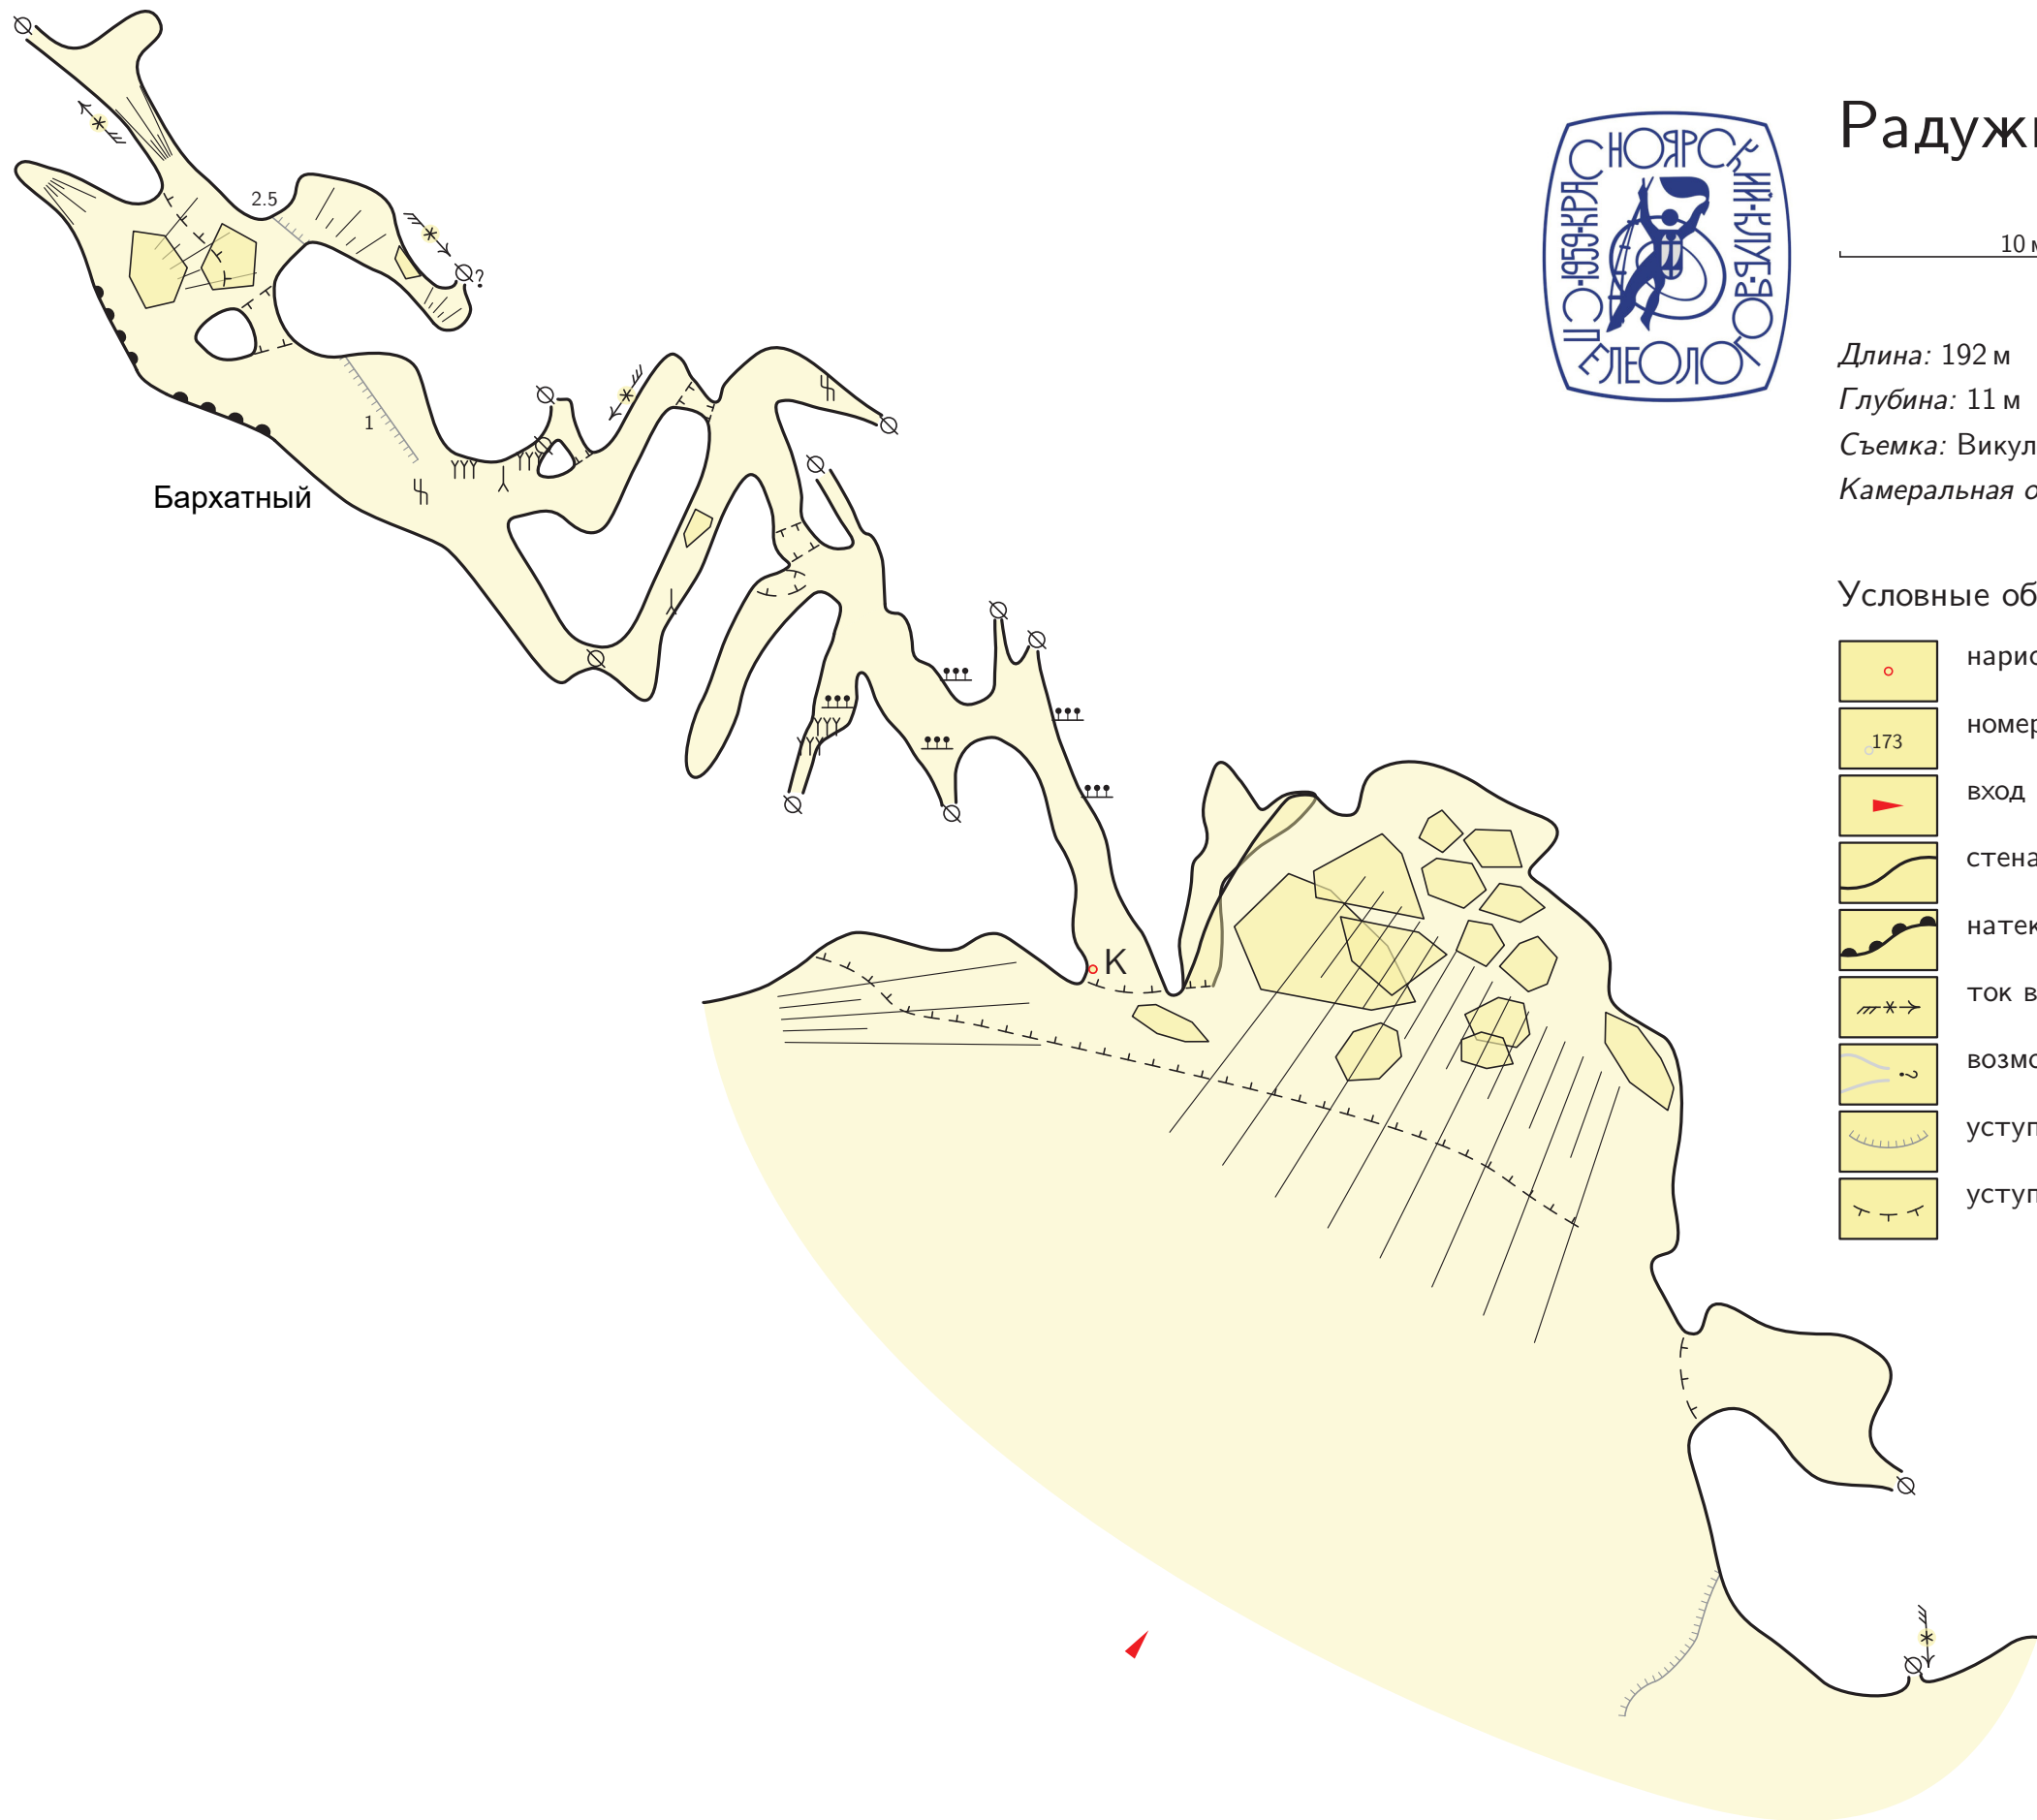 Радужн
10 м
Длина: 192 м
Глубина: 11 м
Съемка: Викул
Камеральная о
Условные об
нарис
номер
173
вход
стена
натек
ток в
возмо
?
уступ
уступ
2.5
?
1
Бархатный
К
КРАСНОЯРСКИЙ·КЛУБ·СПЕЛЕОЛОГОВ·С·1959·